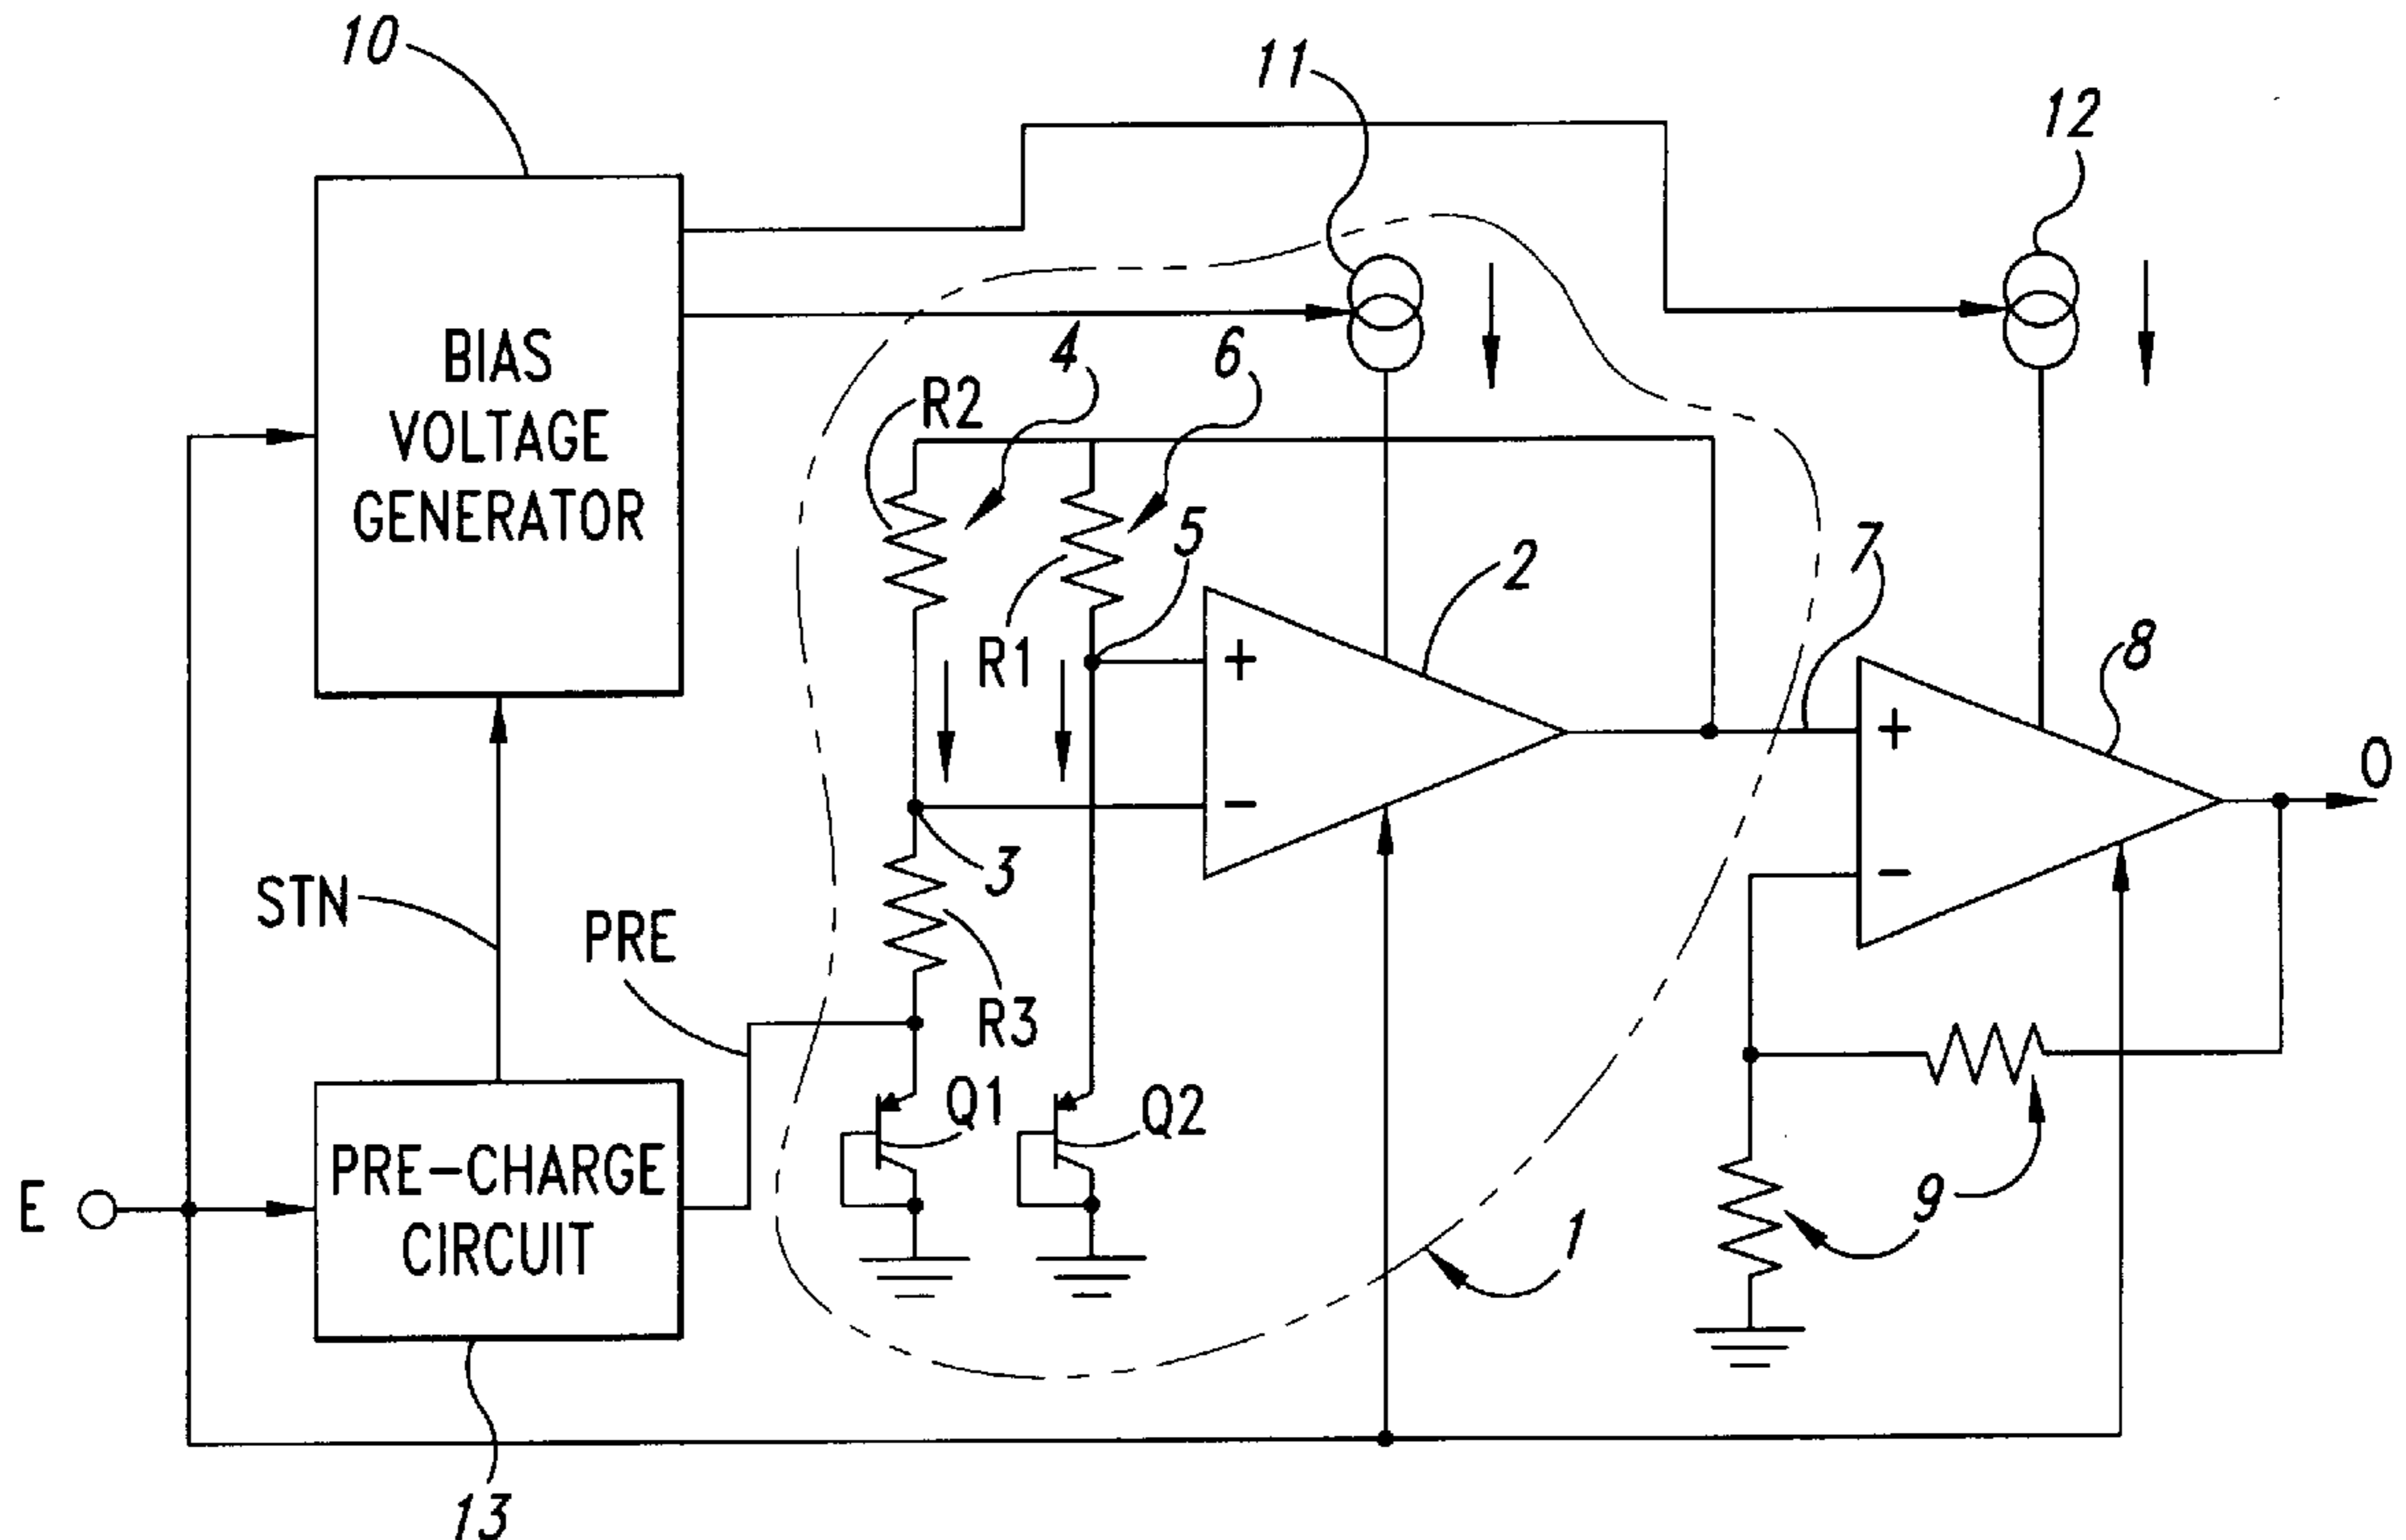 10
11
12
BIAS
VOLTAGE
GENERATOR
4
6
R2
5
7
2
R1
+
8
+
O
-
3
-
STN
PRE
R3
Q1
Q2
PRE-CHARGE
CIRCUIT
E
9
1
13